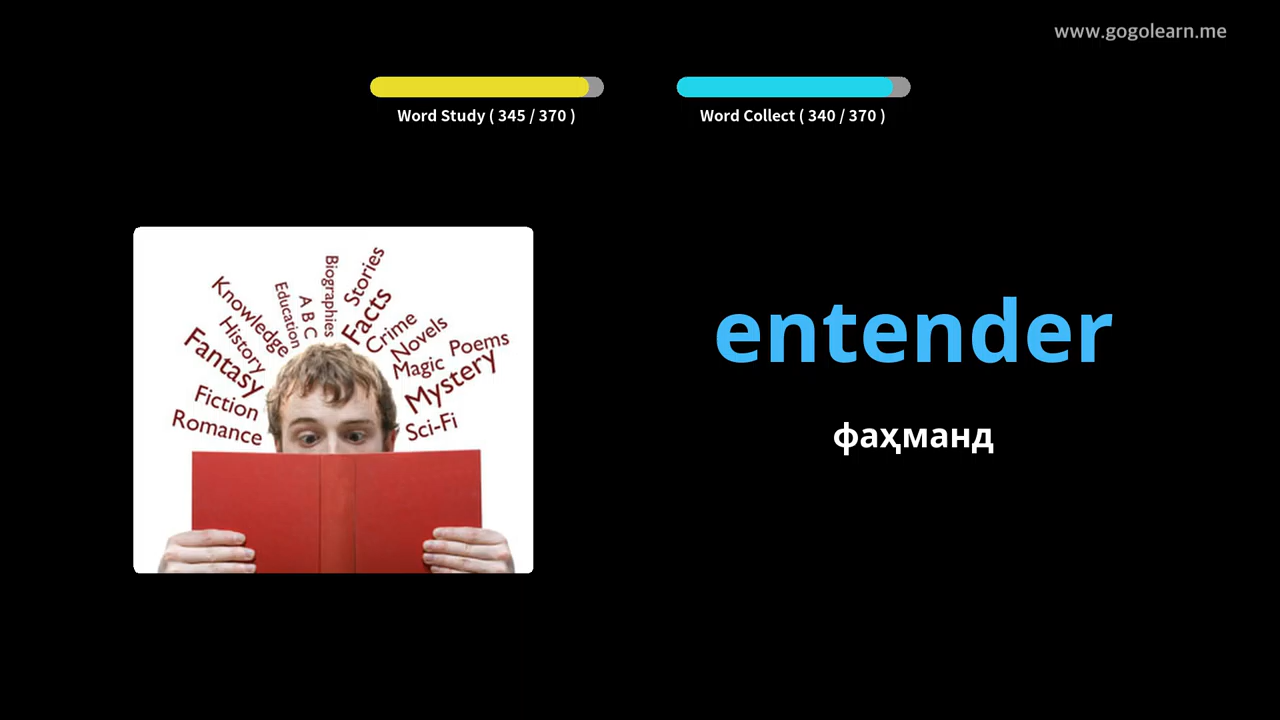 www.gogolearn.me
Word Study ( 345 / 370 )
Word Collect ( 340 / 370 )
Biographies
Stories
Education
A B C
Facts
Knowledge
History
Crime
Novels
Fantasy
Magic
Poems
Mystery
Fiction
Romance
Sci-Fi
entender
фаҳманд